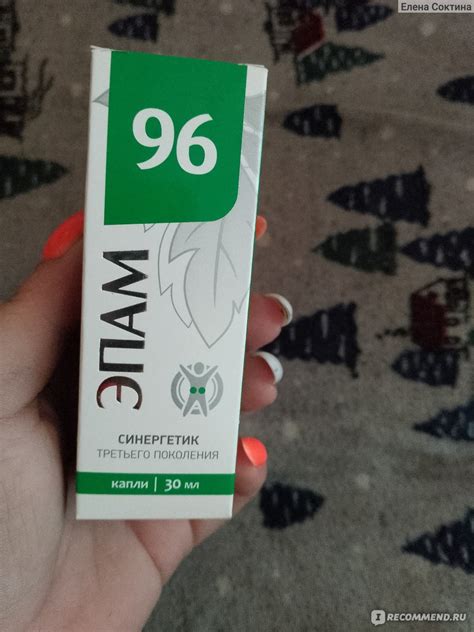 Елена Соктина
96
ЭПАМ
СИНЕРГЕТИК
ТРЕТЬЕГО ПОКОЛЕНИЯ
капли | 30 мл
I RECOMMEND.RU